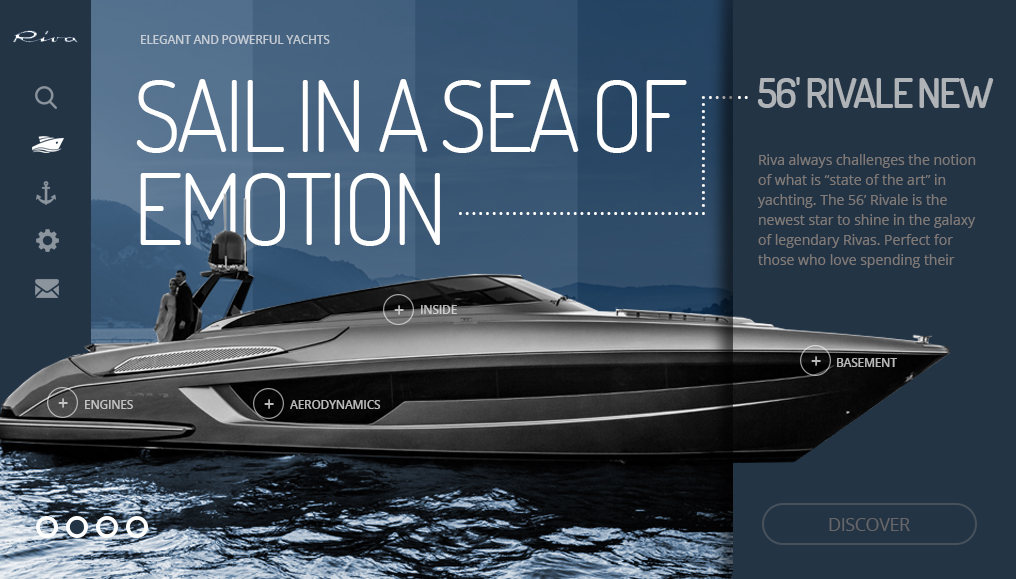 Riva
ELEGANT AND POWERFUL YACHTS
SAIL IN A SEA OF
EMOTION
56' RIVALE NEW
Riva always challenges the notion
of what is “state of the art” in
yachting. The 56’ Rivale is the
newest star to shine in the galaxy
of legendary Rivas. Perfect for
those who love spending their
INSIDE
BASEMENT
ENGINES
AERODYNAMICS
DISCOVER